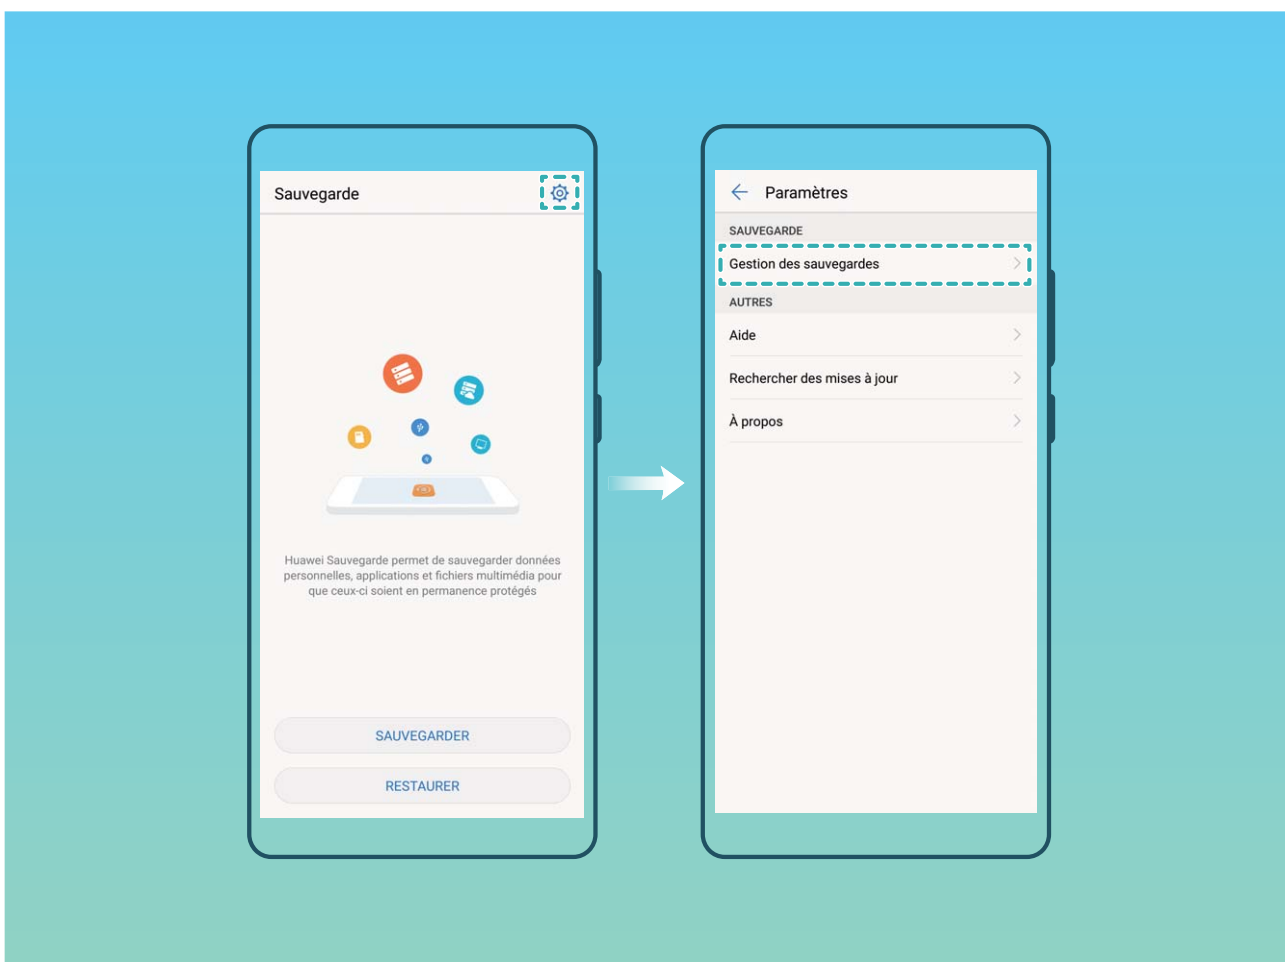 Sauvegarde
Huawei Sauvegarde permet de sauvegarder données
personnelles, applications et fichiers multimédia pour
que ceux-ci soient en permanence protégés
SAUVEGARDER
RESTAURER
Paramètres
SAUVEGARDE
Gestion des sauvegardes
AUTRES
Aide
Rechercher des mises à jour
À propos